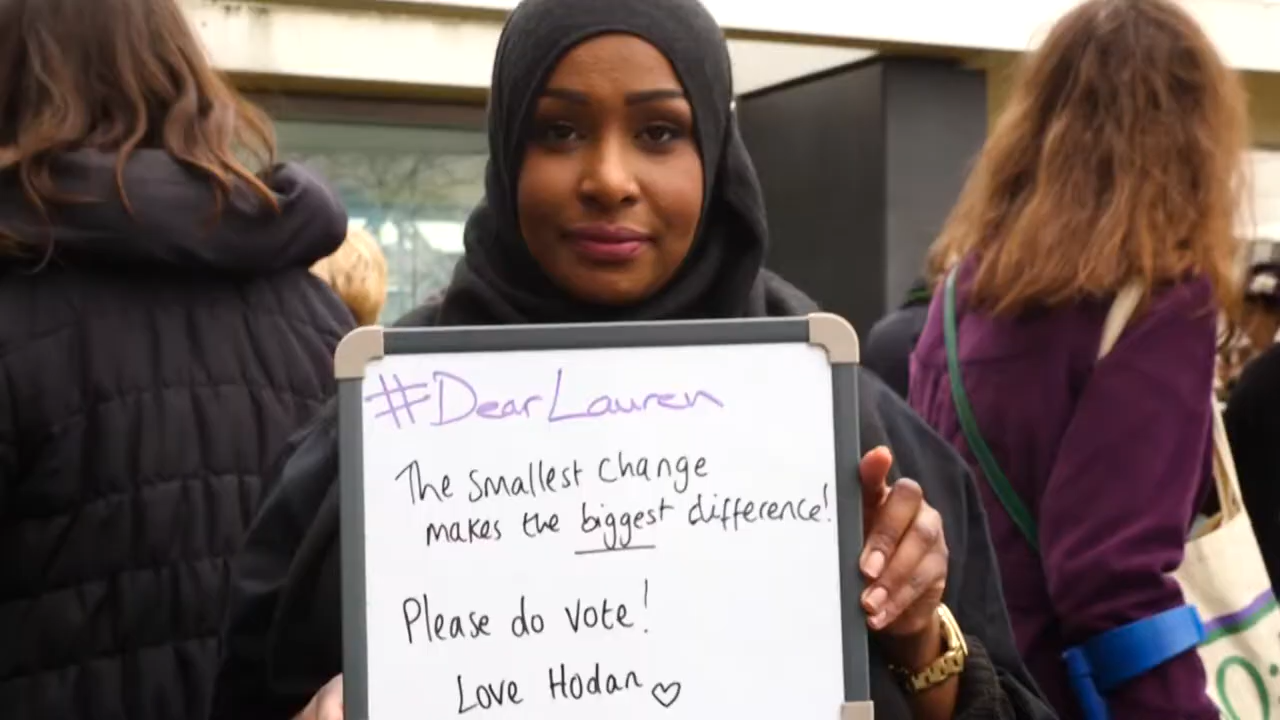 #DearLauren
The smallest change
makes the biggest difference!
Please do vote!
Love Hodan ♡